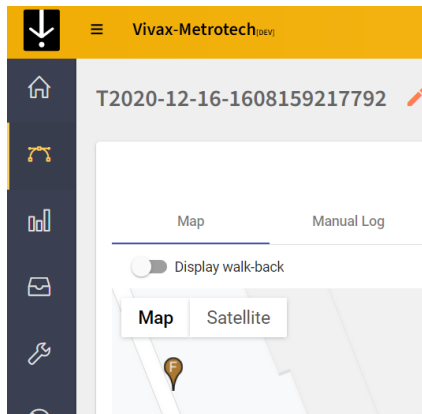 Vivax-Metrotech[DEV]
T2020-12-16-1608159217792
Map Manual Log
Display walk-back
Map Satellite
F